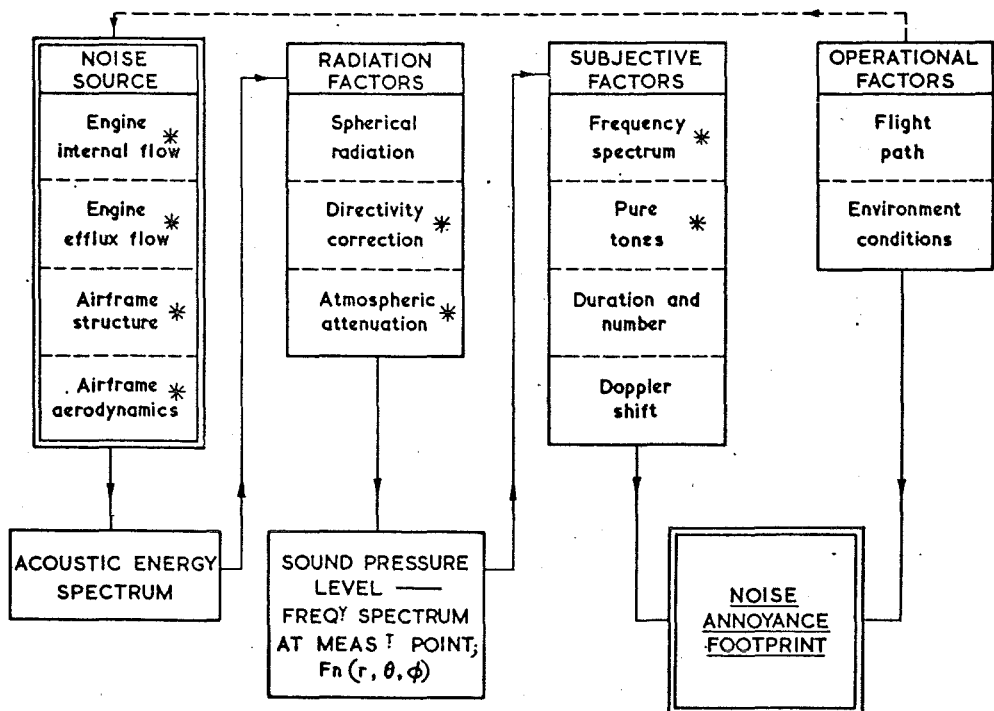 NOISE
SOURCE
Engine
internal flow *
Engine
efflux flow *
Airframe
structure *
Airframe
aerodynamics *
ACOUSTIC ENERGY
SPECTRUM
RADIATION
FACTORS
Spherical
radiation
Directivity
correction *
Atmospheric
attenuation *
SOUND PRESSURE
LEVEL —
FREQY SPECTRUM
AT MEAST POINT;
Fn (r, θ, ϕ)
SUBJECTIVE
FACTORS
Frequency
spectrum *
Pure
tones *
Duration and
number
Doppler
shift
OPERATIONAL
FACTORS
Flight
path
Environment
conditions
NOISE
ANNOYANCE
FOOTPRINT